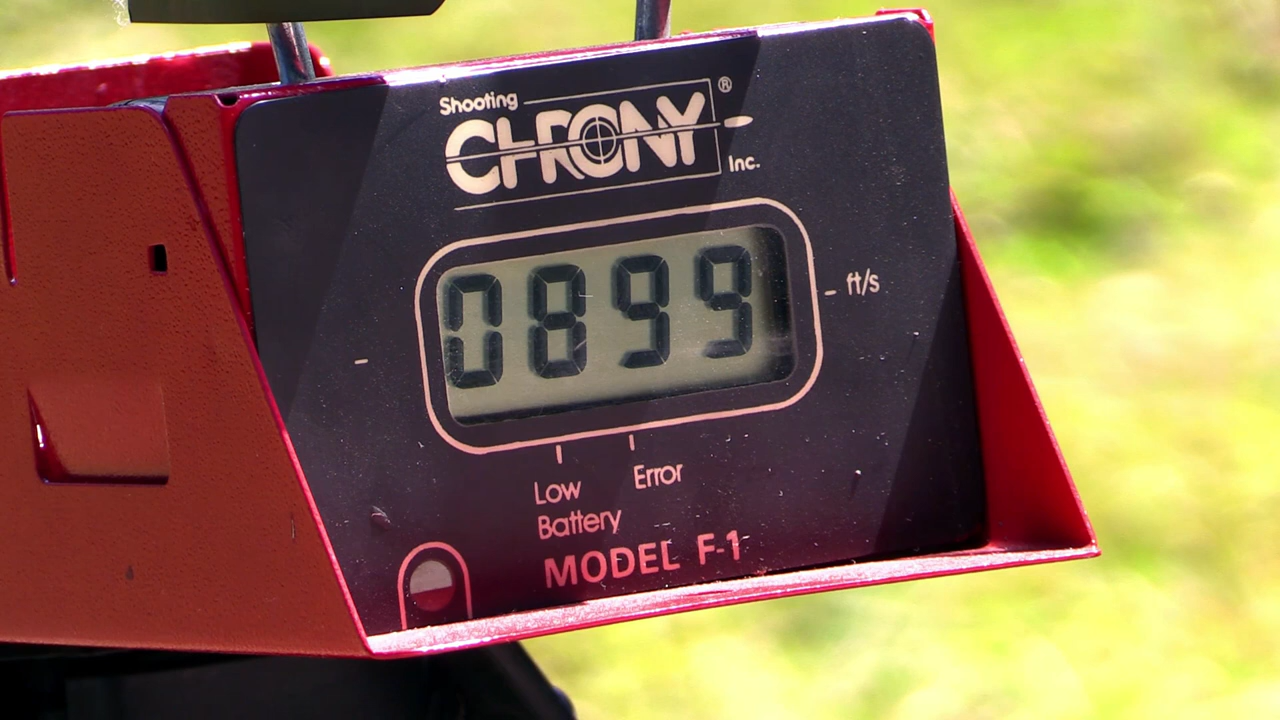 Shooting
CHRONY®
Inc.
0899
ft/s
Low
Battery
Error
MODEL F-1